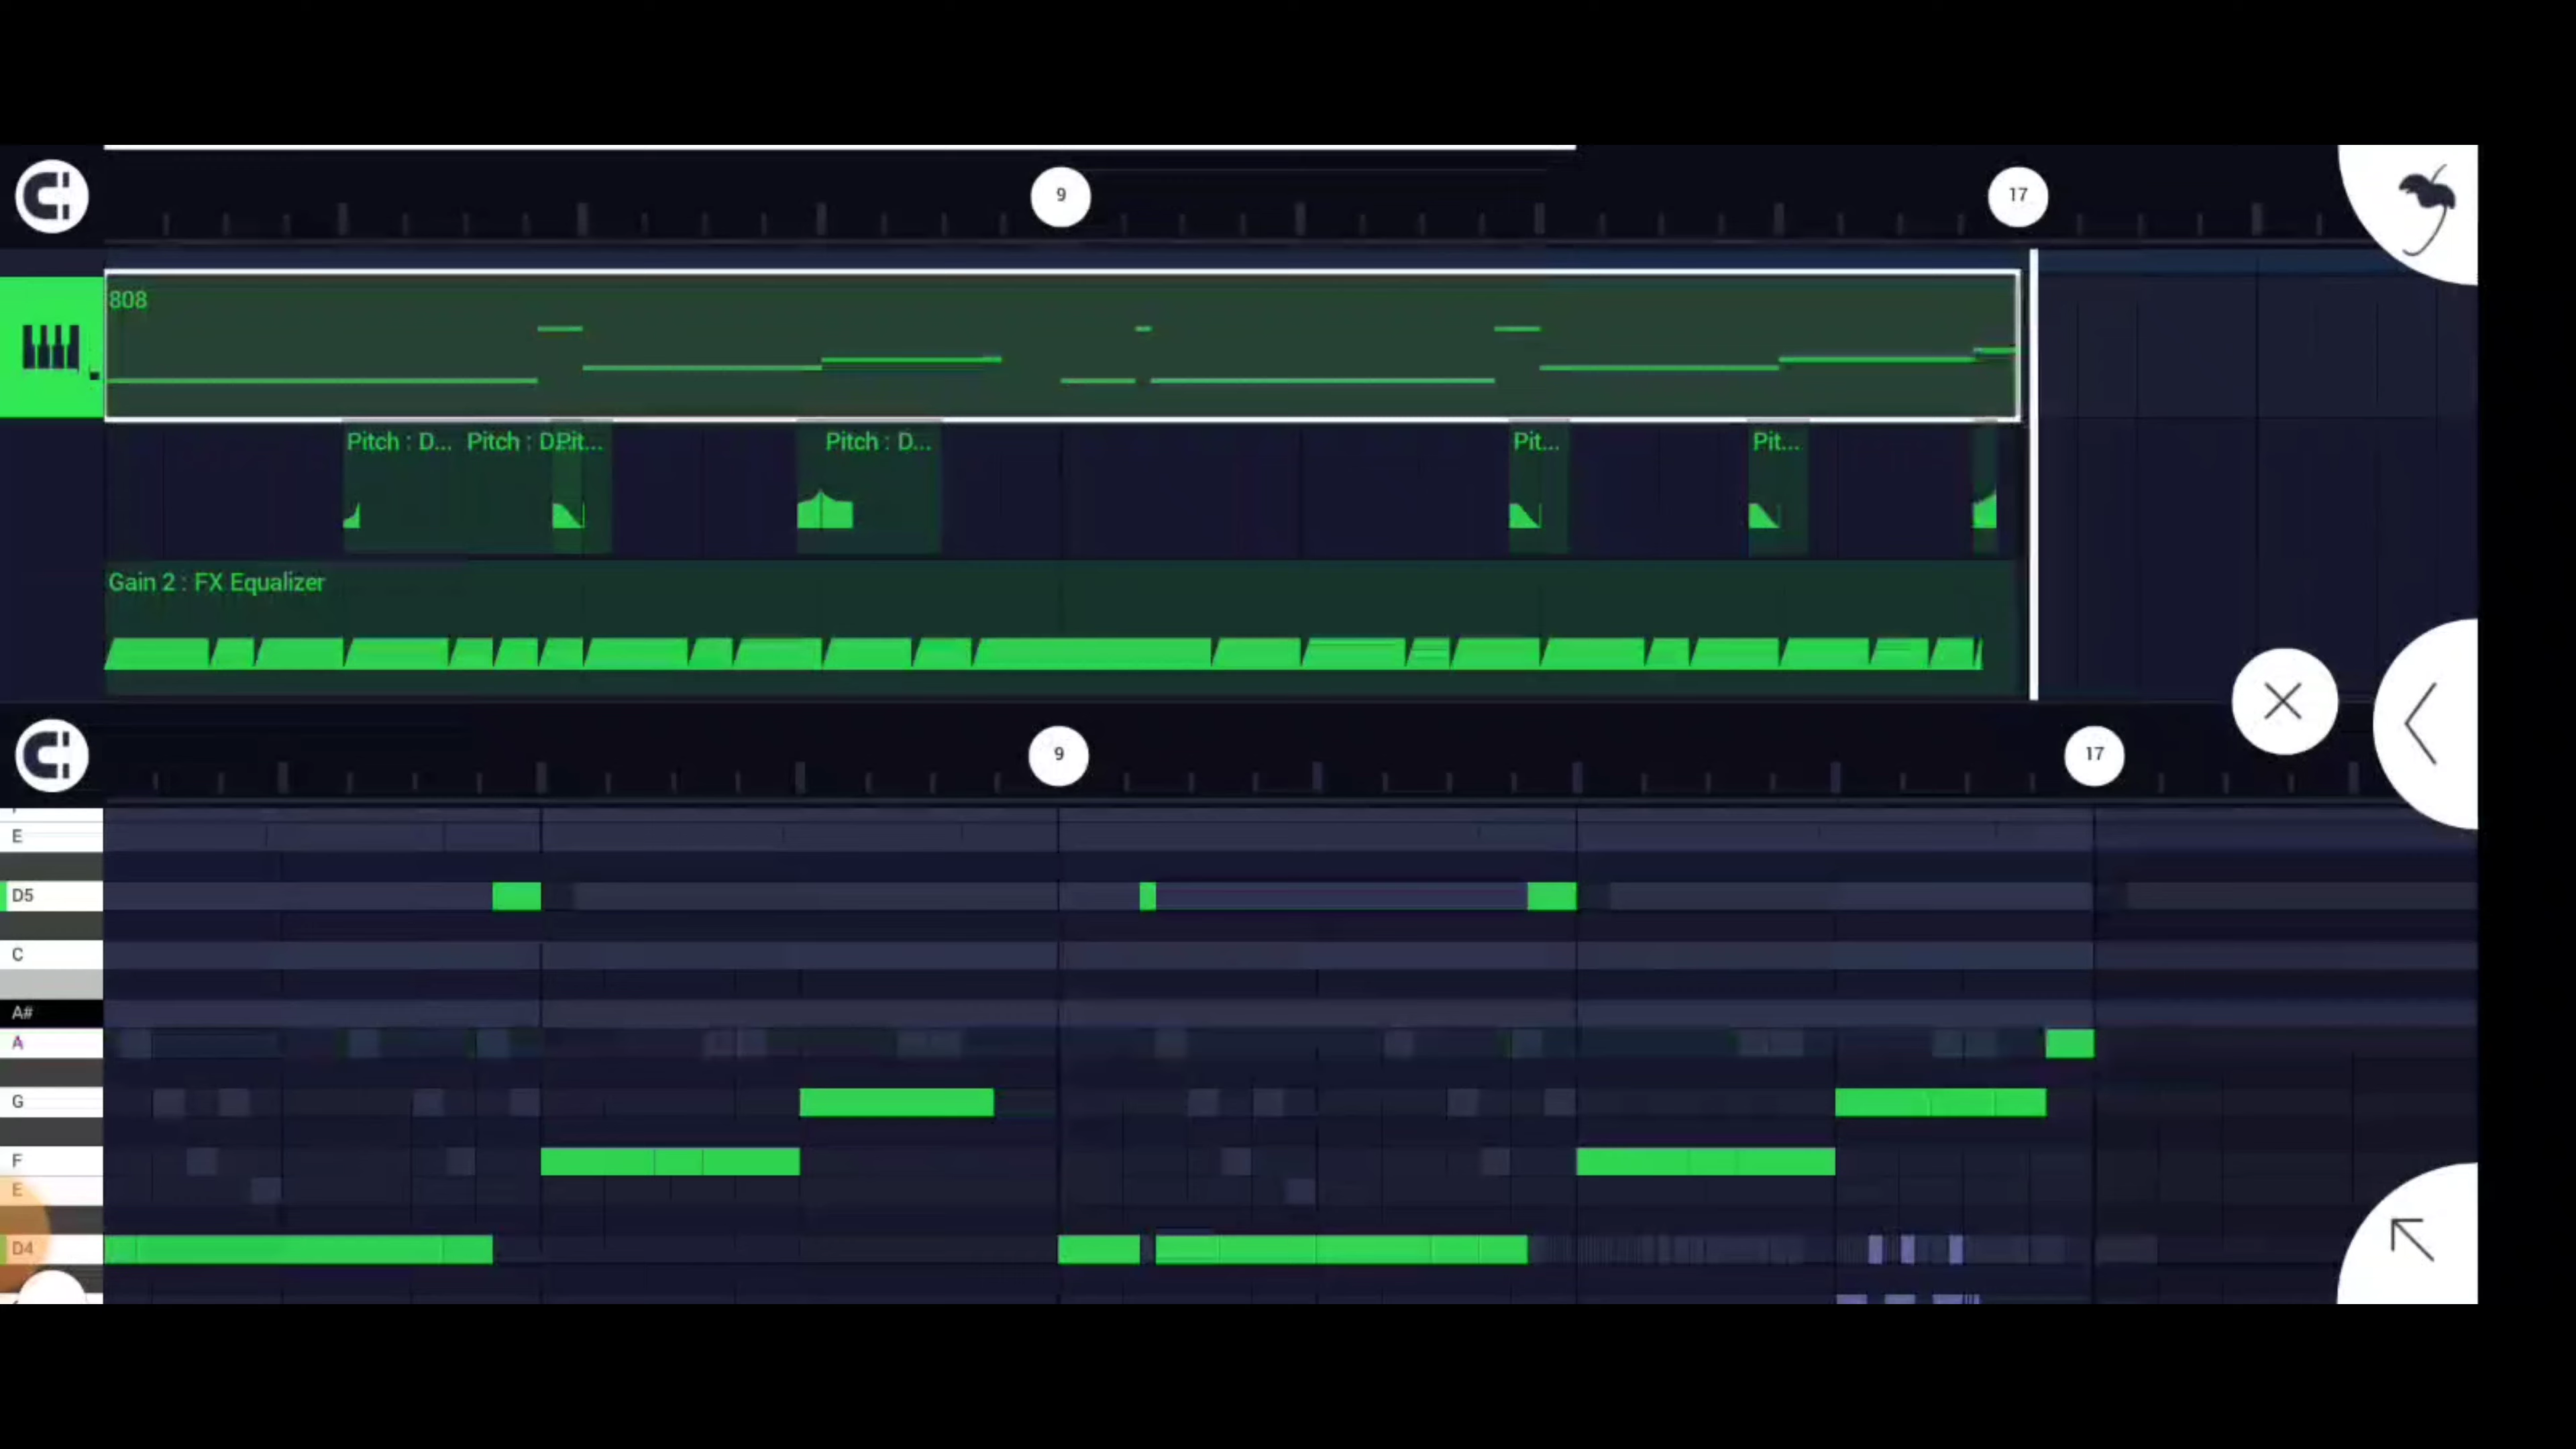 9
17
808
Pitch : D... Pitch : D... Pit... Pitch : D... Pit... Pit...
Gain 2 : FX Equalizer
9
17
E
D5
C
A#
A
G
F
E
D4